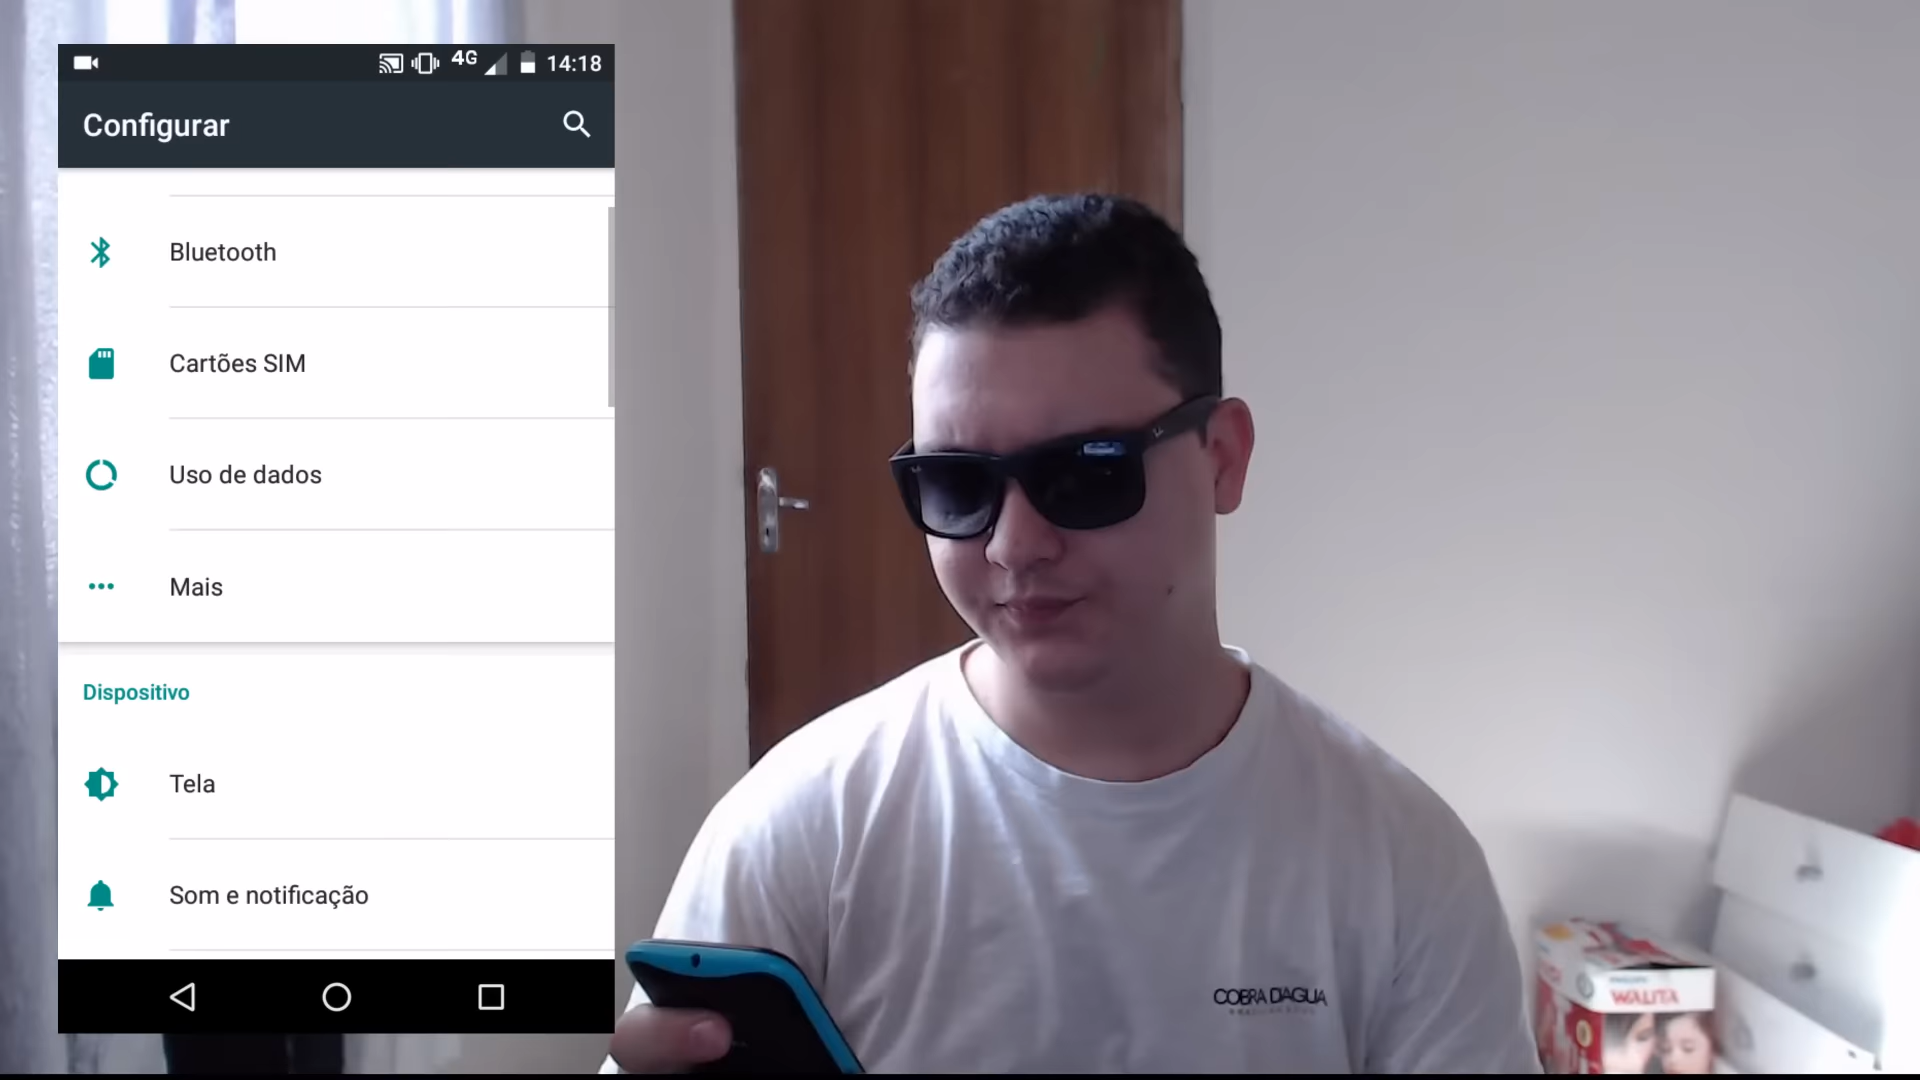 4G 14:18
Configurar
Bluetooth
Cartões SIM
Uso de dados
Mais
Dispositivo
Tela
Som e notificação
COBRA D'AGUA
WALITA